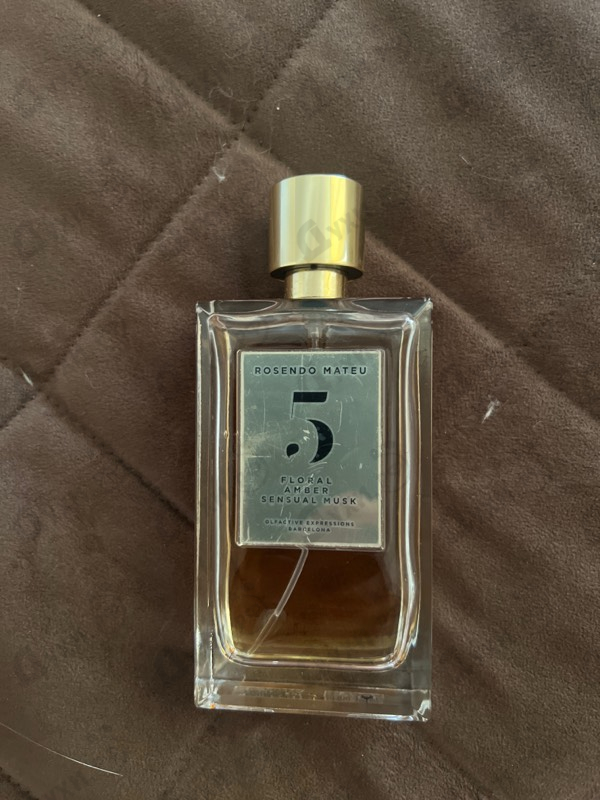 ROSENDO MATEU
5
FLORAL
AMBER
SENSUAL MUSK
OLFACTIVE EXPRESSIONS
BARCELONA